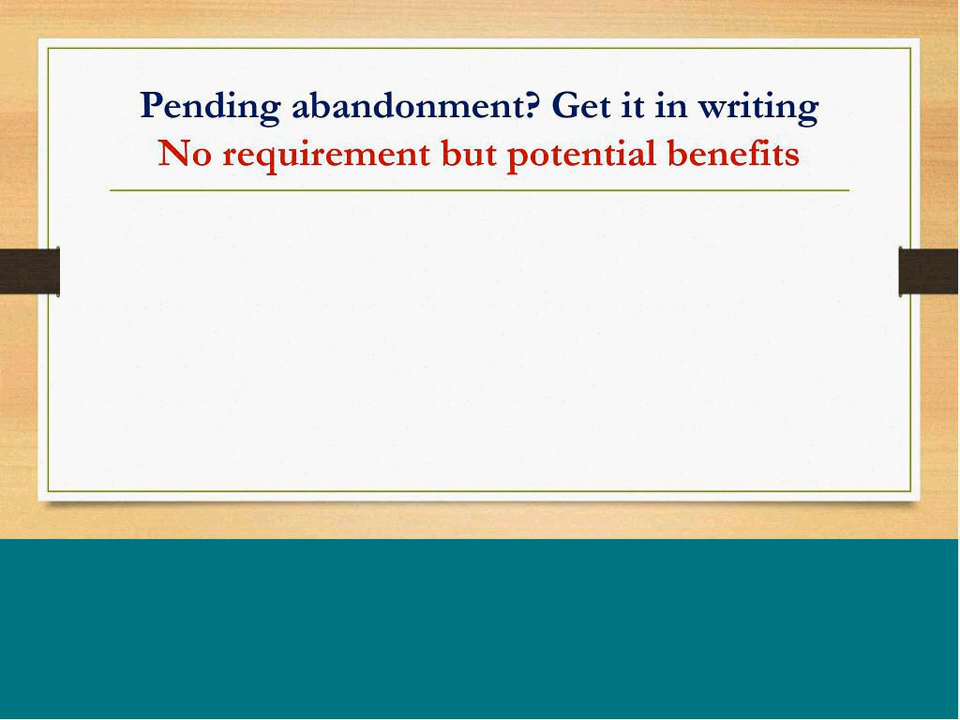 Pending abandonment? Get it in writing
No requirement but potential benefits